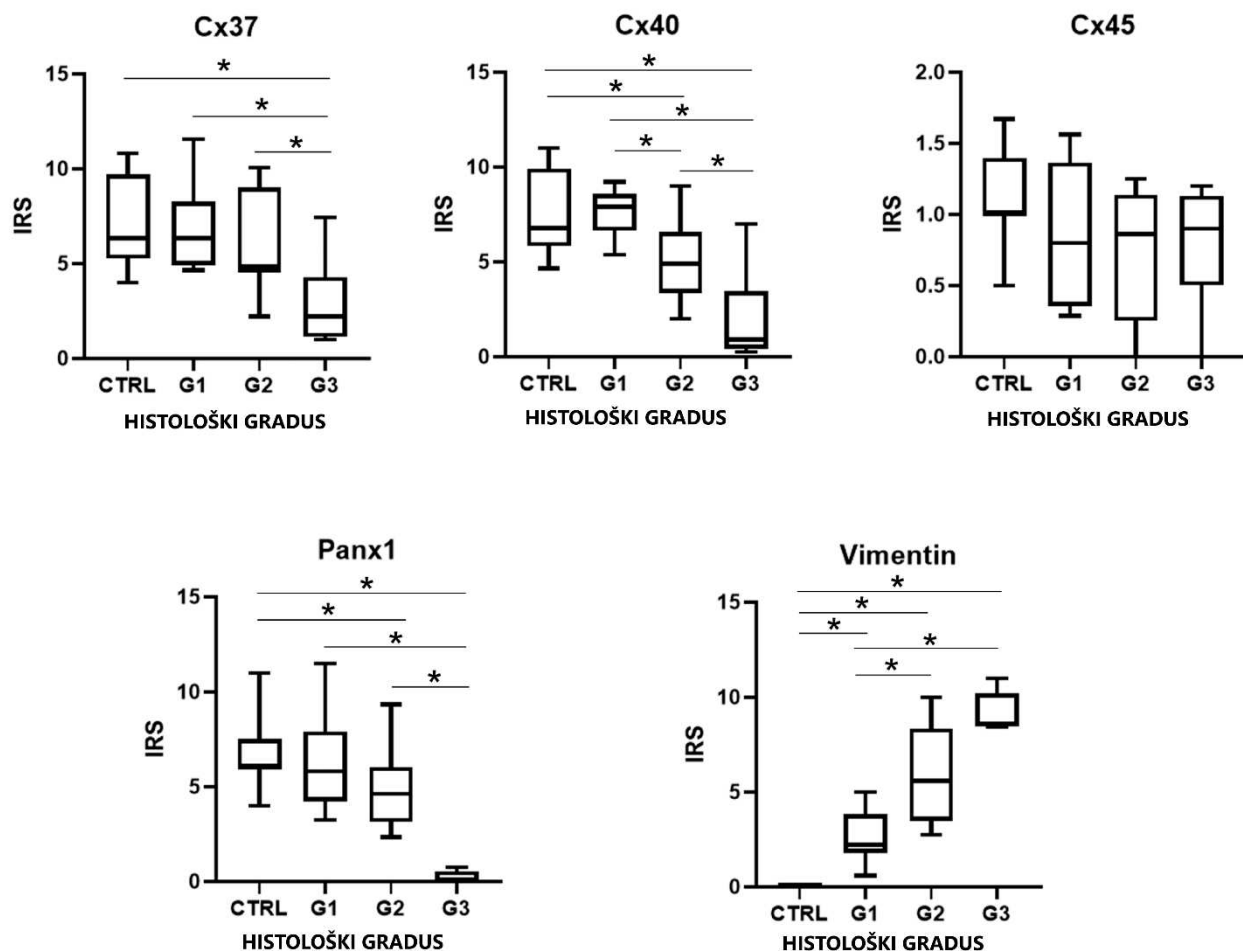 Cx37
*
*
*
15
10
5
0
IRS
CTRL G1 G2 G3
HISTOLOŠKI GRADUS
Cx40
*
*
*
*
*
15
10
5
0
IRS
CTRL G1 G2 G3
HISTOLOŠKI GRADUS
Cx45
2.0
1.5
1.0
0.5
0.0
IRS
CTRL G1 G2 G3
HISTOLOŠKI GRADUS
Panx1
*
*
*
*
15
10
5
0
IRS
CTRL G1 G2 G3
HISTOLOŠKI GRADUS
Vimentin
*
*
*
*
*
15
10
5
0
IRS
CTRL G1 G2 G3
HISTOLOŠKI GRADUS